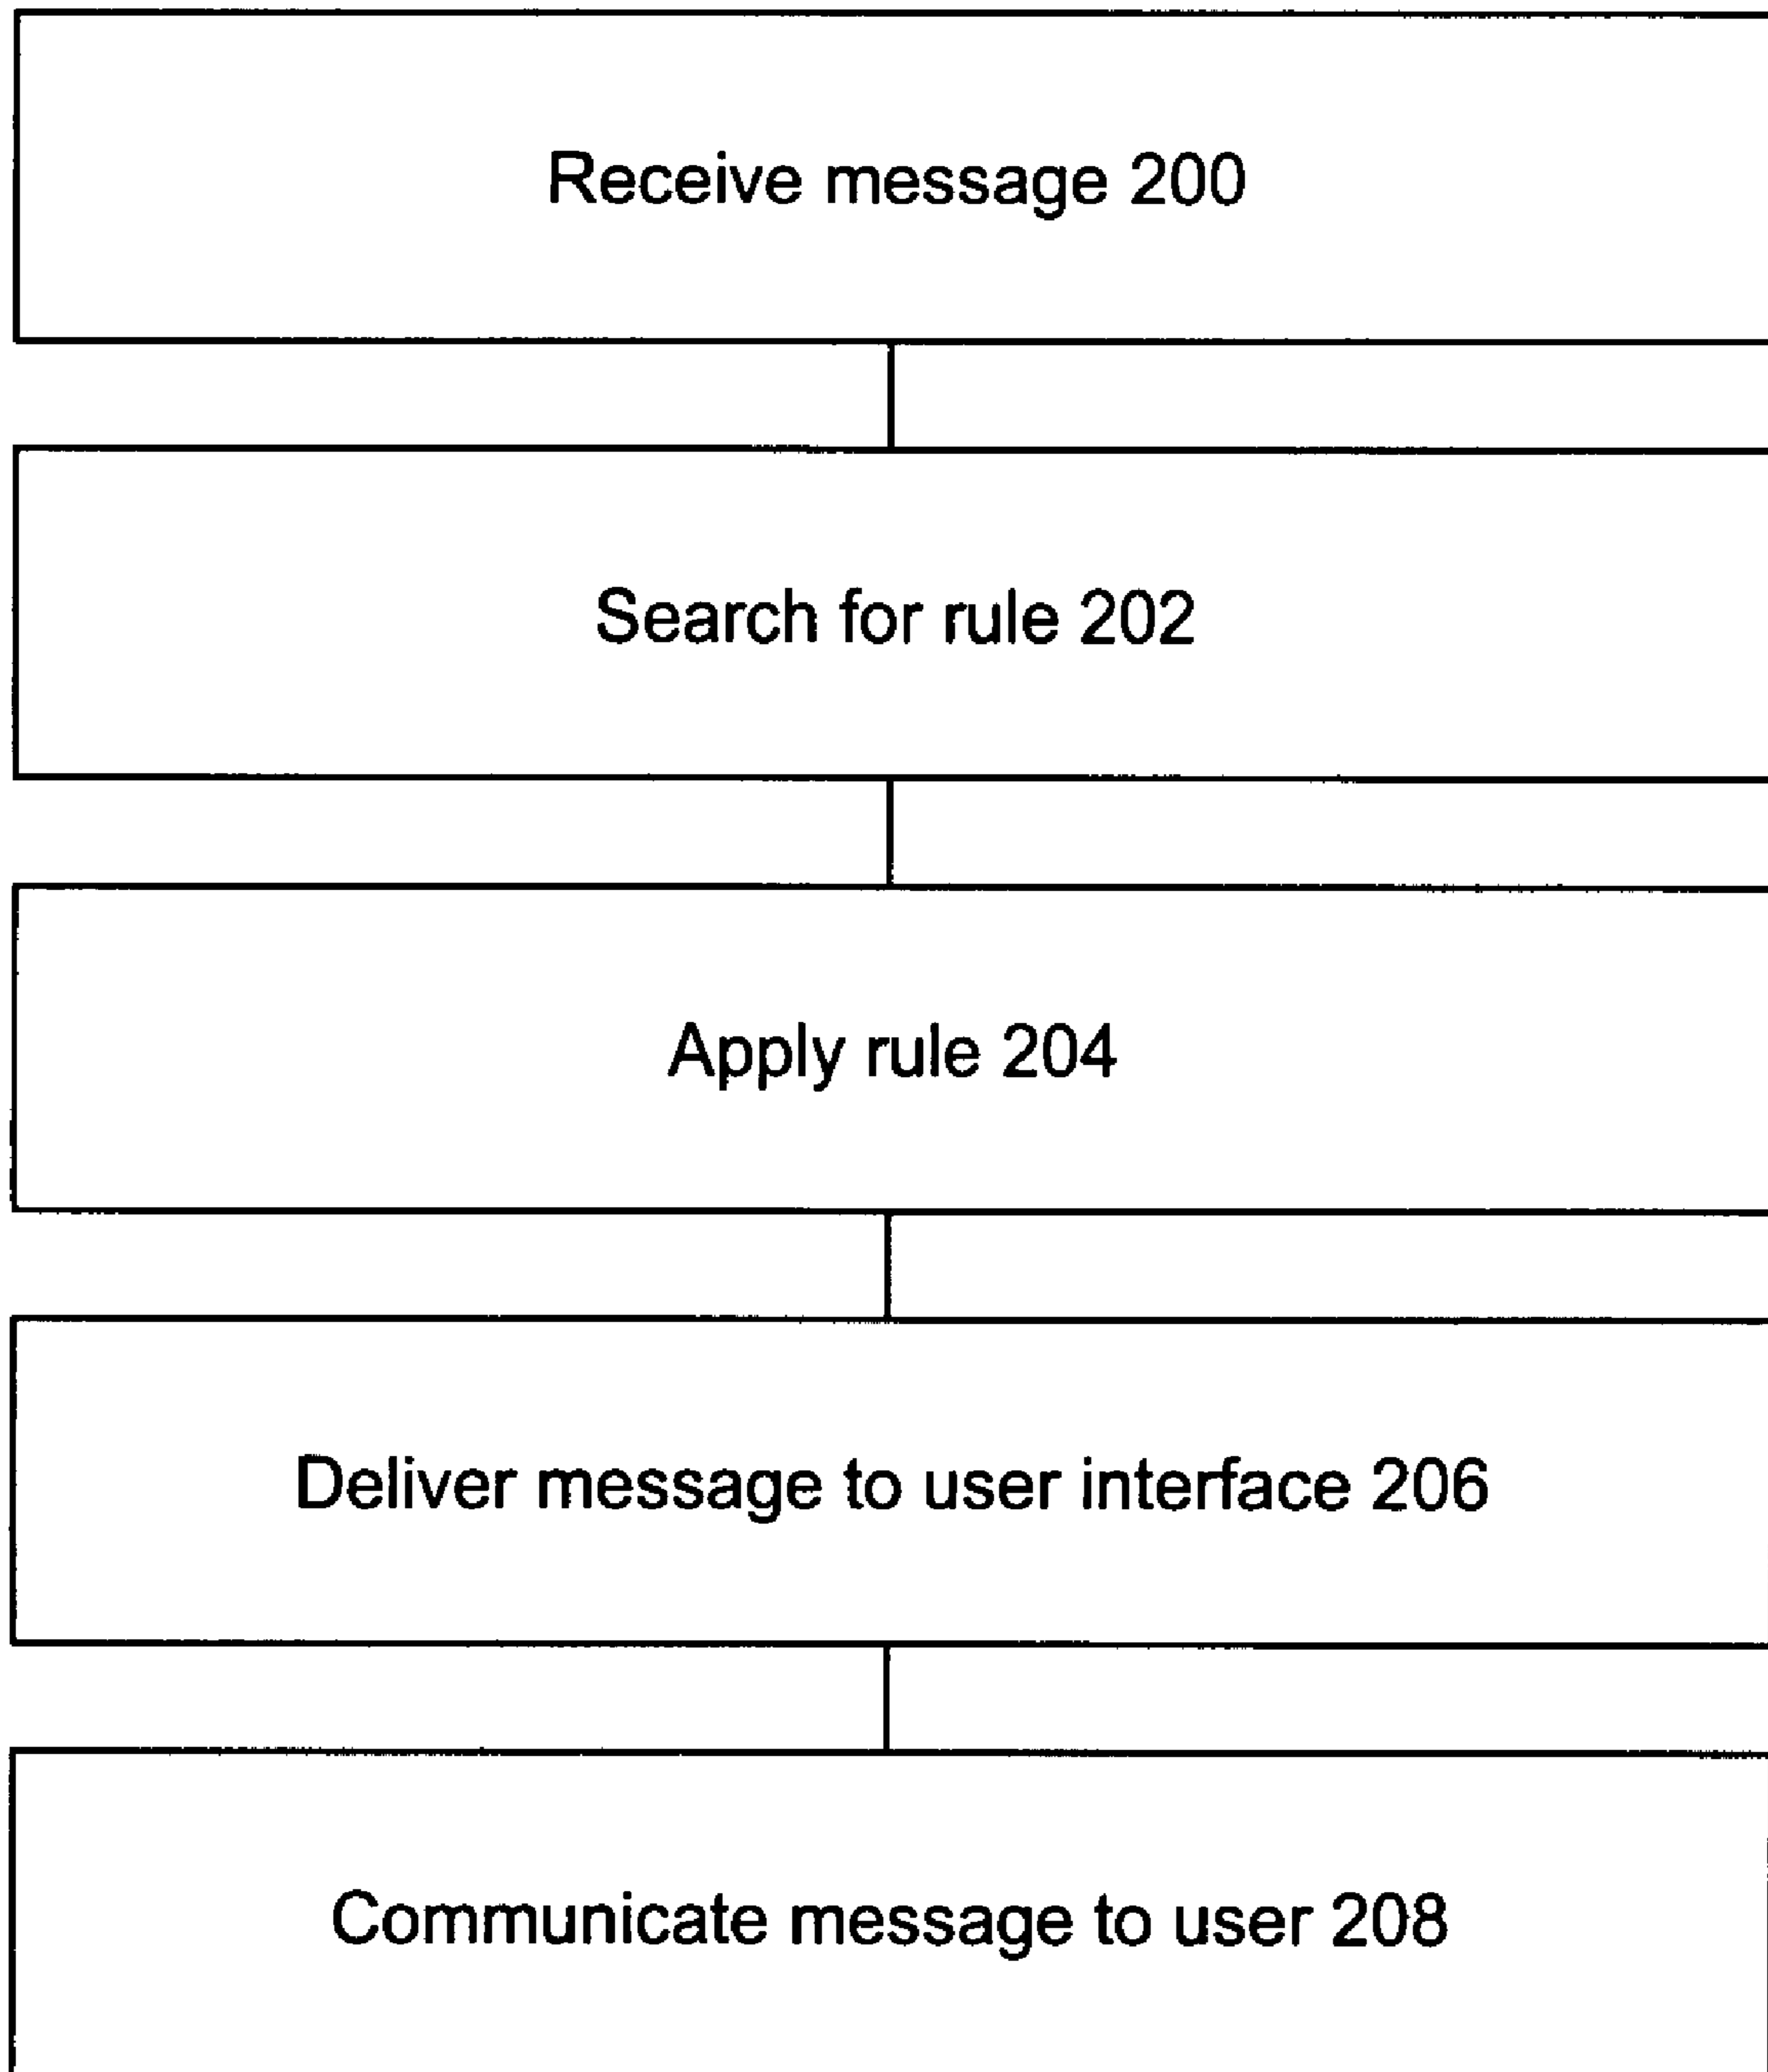 Receive message 200
Search for rule 202
Apply rule 204
Deliver message to user interface 206
Communicate message to user 208